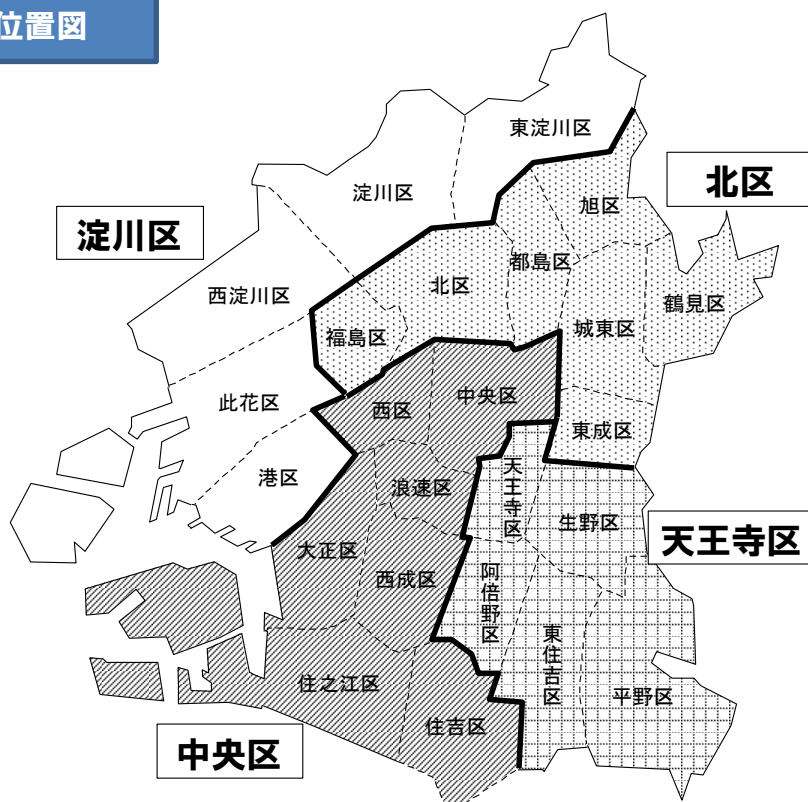 位置図
東淀川区
淀川区
北区
旭区
淀川区
都島区
北区
西淀川区
鶴見区
城東区
福島区
中央区
此花区
西区
東成区
港区
浪速区
天王寺区
生野区
天王寺区
大正区
西成区
阿倍野区
東住吉区
住之江区
平野区
住吉区
中央区